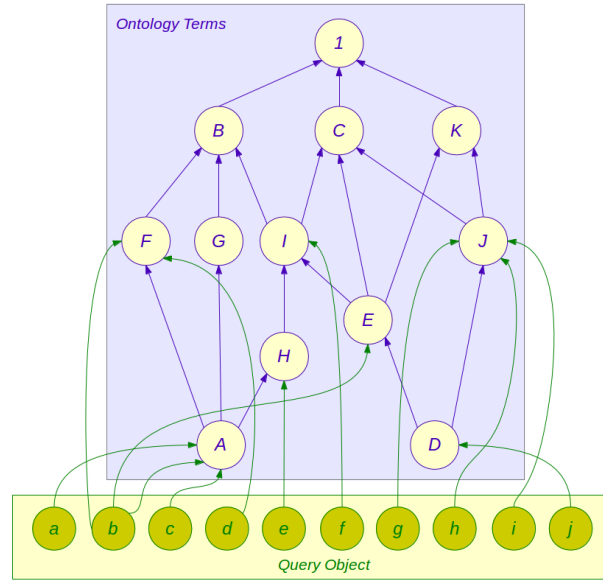 Ontology Terms
1
B C K
F G I J
E
H
A D
a b c d e f g h i j
Query Object